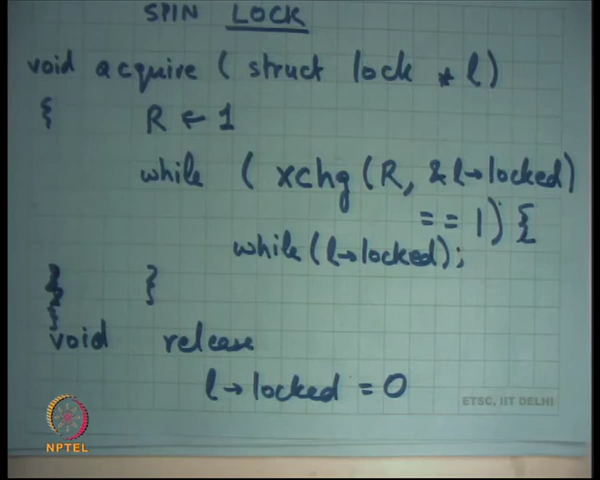 SPIN LOCK
void acquire ( struct lock * l )
{ R ← 1
while ( xchg (R, &l→locked)
== 1) {
while (l→locked);
} }
}
void release
l→locked = 0
ETSC, IIT DELHI
NPTEL